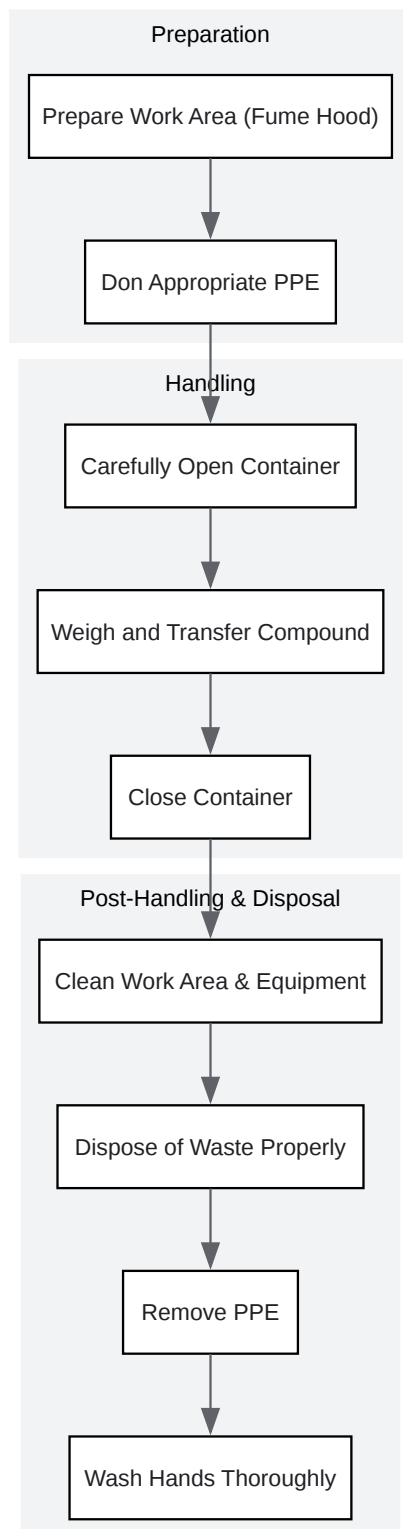 Preparation
Prepare Work Area (Fume Hood)
Don Appropriate PPE
Handling
Carefully Open Container
Weigh and Transfer Compound
Close Container
Post-Handling & Disposal
Clean Work Area & Equipment
Dispose of Waste Properly
Remove PPE
Wash Hands Thoroughly